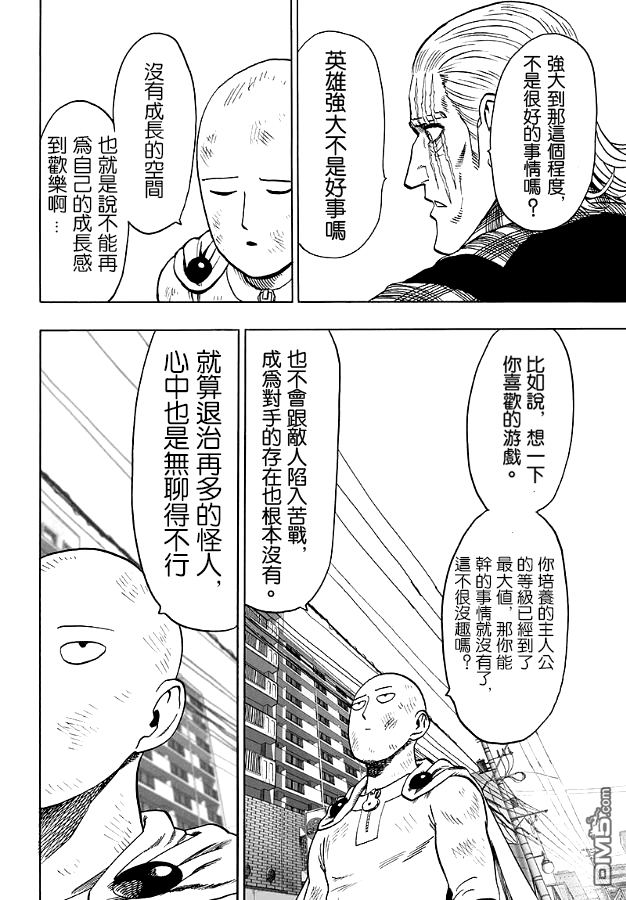 強大到那這個程度,
不是很好的事情嗎?
英雄強大不是好事嗎
沒有成長的空間
也就是說不能再
為自己的成長感
到歡樂啊…
比如說,想一下
你喜歡的游戲。
你培養的主人公
的等級已經到了
最大值,那你能
幹的事情就沒有了,
這不很沒趣嗎?
也不會跟敵人陷入苦戰,
成為對手的存在也根本沒有。
就算退治再多的怪人,
心中也是無聊得不行
DM5.com